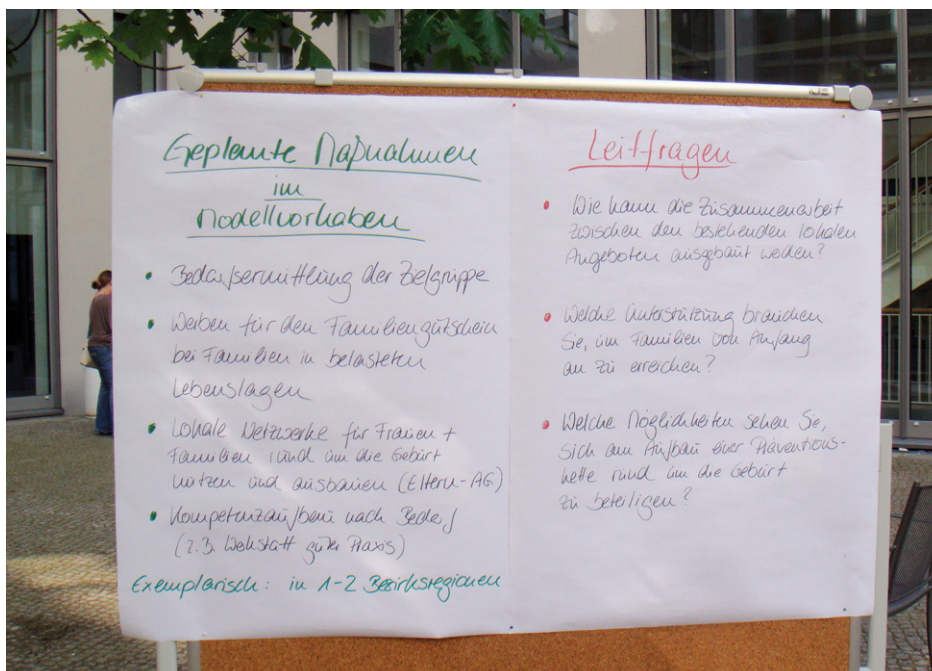 Geplante Maßnahmen
im
Modellvorhaben
• Bedarfsermittlung der Zielgruppe
• Werben für den Familiengutschein
bei Familien in belasteten
Lebenslagen
• Lokale Netzwerke für Frauen +
Familien rund um die Geburt
nutzen und ausbauen (Eltern-AG)
• Kompetenzaufbau nach Bedarf
(z.B. Werkstatt guter Praxis)
Exemplarisch: in 1-2 Bezirksregionen
Leitfragen
• Wie kann die Zusammenarbeit
zwischen den bestehenden lokalen
Angeboten ausgebaut werden?
• Welche Unterstützung brauchen
Sie, um Familien von Anfang
an zu erreichen?
• Welche Möglichkeiten sehen Sie,
sich am Aufbau einer Präventions-
kette rund um die Geburt
zu beteiligen?